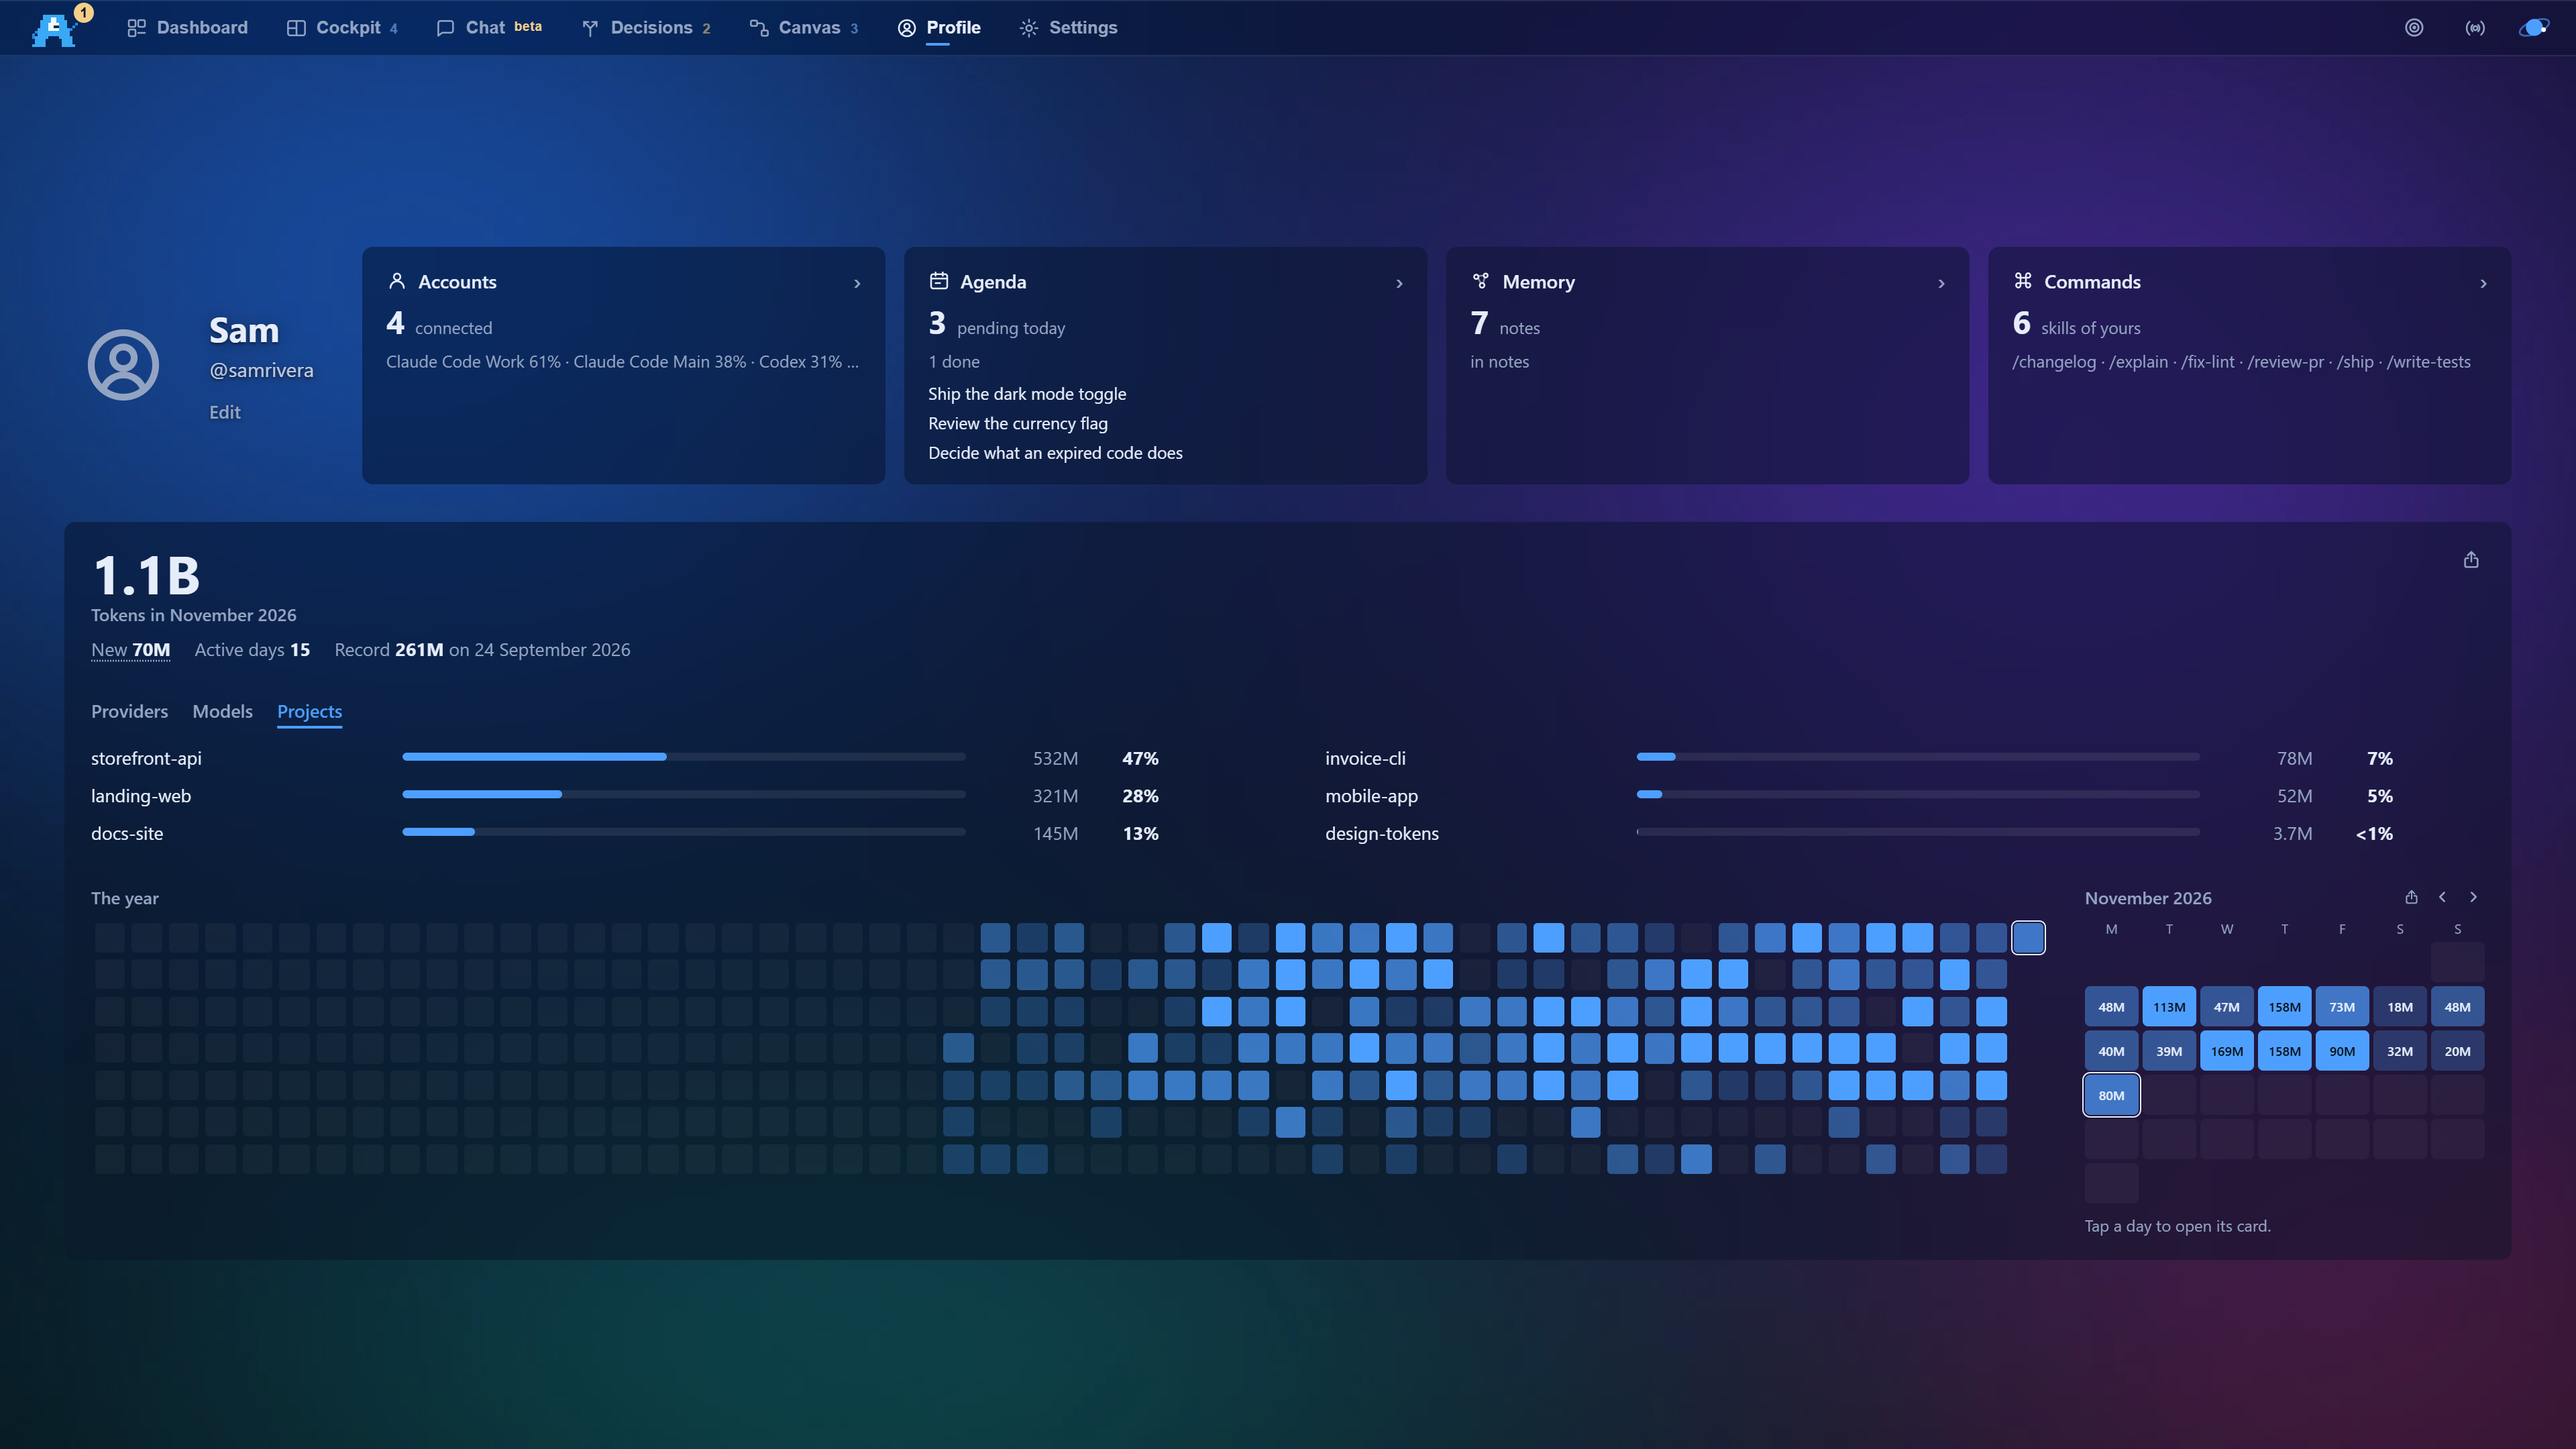 1
Dashboard
Cockpit 4
Chat beta
Decisions 2
Canvas 3
Profile
Settings
Sam
@samrivera
Edit
Accounts
4 connected
Claude Code Work 61% · Claude Code Main 38% · Codex 31% ...
Agenda
3 pending today
1 done
Ship the dark mode toggle
Review the currency flag
Decide what an expired code does
Memory
7 notes
in notes
Commands
6 skills of yours
/changelog · /explain · /fix-lint · /review-pr · /ship · /write-tests
1.1B
Tokens in November 2026
New 70M Active days 15 Record 261M on 24 September 2026
Providers Models Projects
storefront-api 532M 47%
landing-web 321M 28%
docs-site 145M 13%
invoice-cli 78M 7%
mobile-app 52M 5%
design-tokens 3.7M <1%
The year
November 2026
M T W T F S S
48M 113M 47M 158M 73M 18M 48M
40M 39M 169M 158M 90M 32M 20M
80M
Tap a day to open its card.